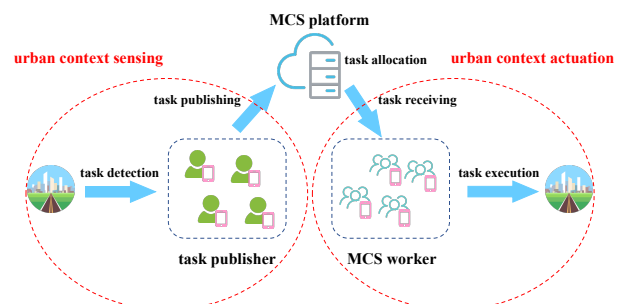 MCS platform
urban context sensing
urban context actuation
task allocation
task publishing
task receiving
task detection
task execution
task publisher
MCS worker